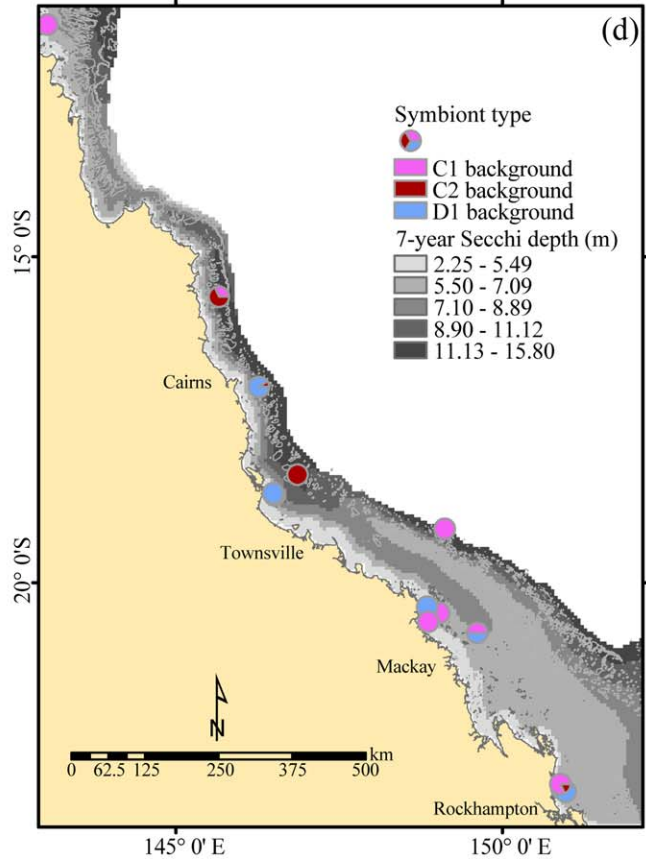 (d)
Symbiont type
C1 background
C2 background
D1 background
7-year Secchi depth (m)
2.25 - 5.49
5.50 - 7.09
7.10 - 8.89
8.90 - 11.12
11.13 - 15.80
15° 0'S
Cairns
Townsville
20° 0'S
Mackay
N
km
0 62.5 125 250 375 500
Rockhampton
145° 0' E 150° 0' E